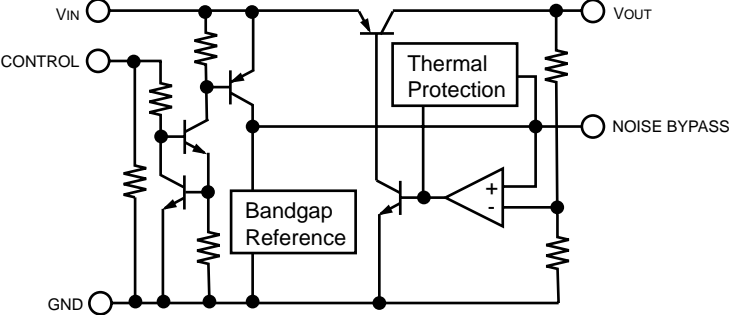 VIN
VOUT
CONTROL
Thermal
Protection
NOISE BYPASS
+
-
Bandgap
Reference
GND